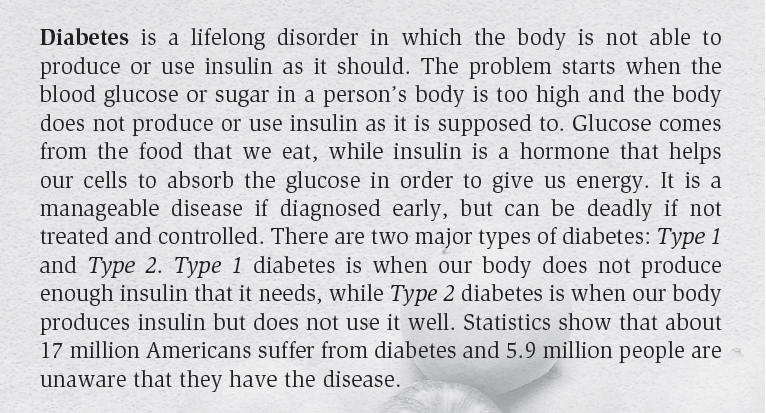 Diabetes is a lifelong disorder in which the body is not able to
produce or use insulin as it should. The problem starts when the
blood glucose or sugar in a person's body is too high and the body
does not produce or use insulin as it is supposed to. Glucose comes
from the food that we eat, while insulin is a hormone that helps
our cells to absorb the glucose in order to give us energy. It is a
manageable disease if diagnosed early, but can be deadly if not
treated and controlled. There are two major types of diabetes: Type 1
and Type 2. Type 1 diabetes is when our body does not produce
enough insulin that it needs, while Type 2 diabetes is when our body
produces insulin but does not use it well. Statistics show that about
17 million Americans suffer from diabetes and 5.9 million people are
unaware that they have the disease.